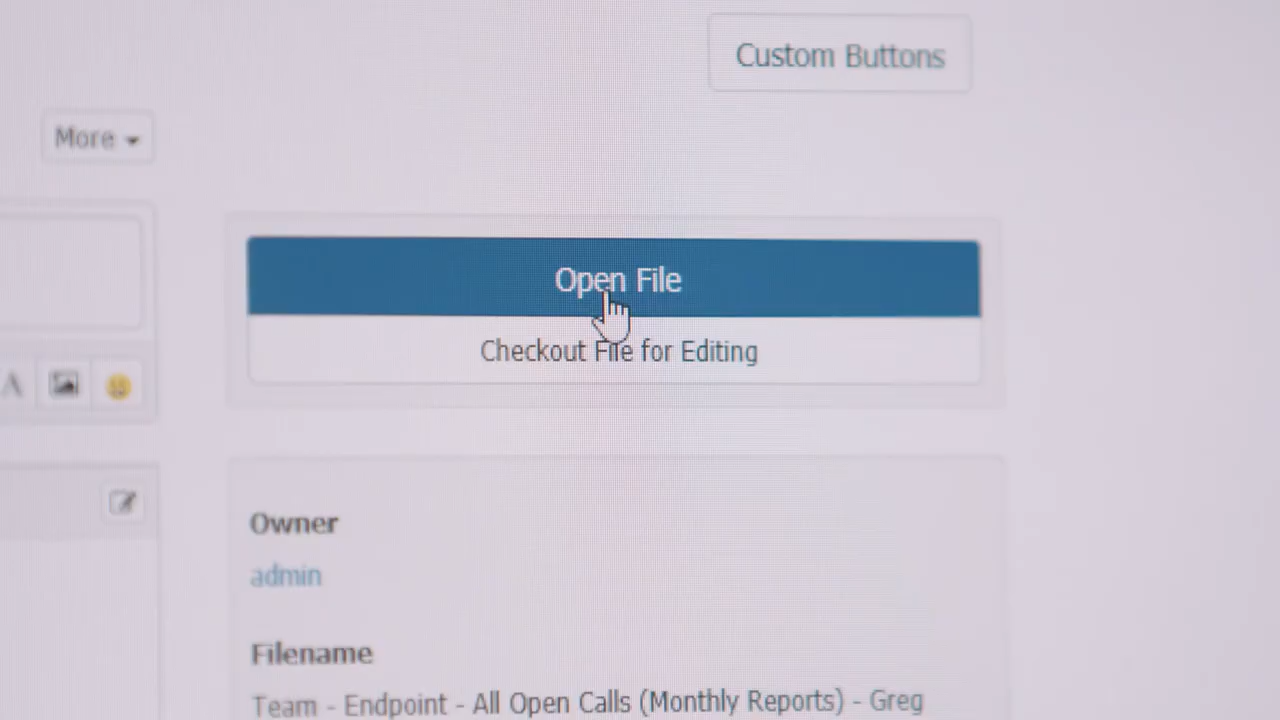 Custom Buttons
More
Open File
Checkout File for Editing
A
Owner
admin
Filename
Team - Endpoint - All Open Calls (Monthly Reports) - Greg